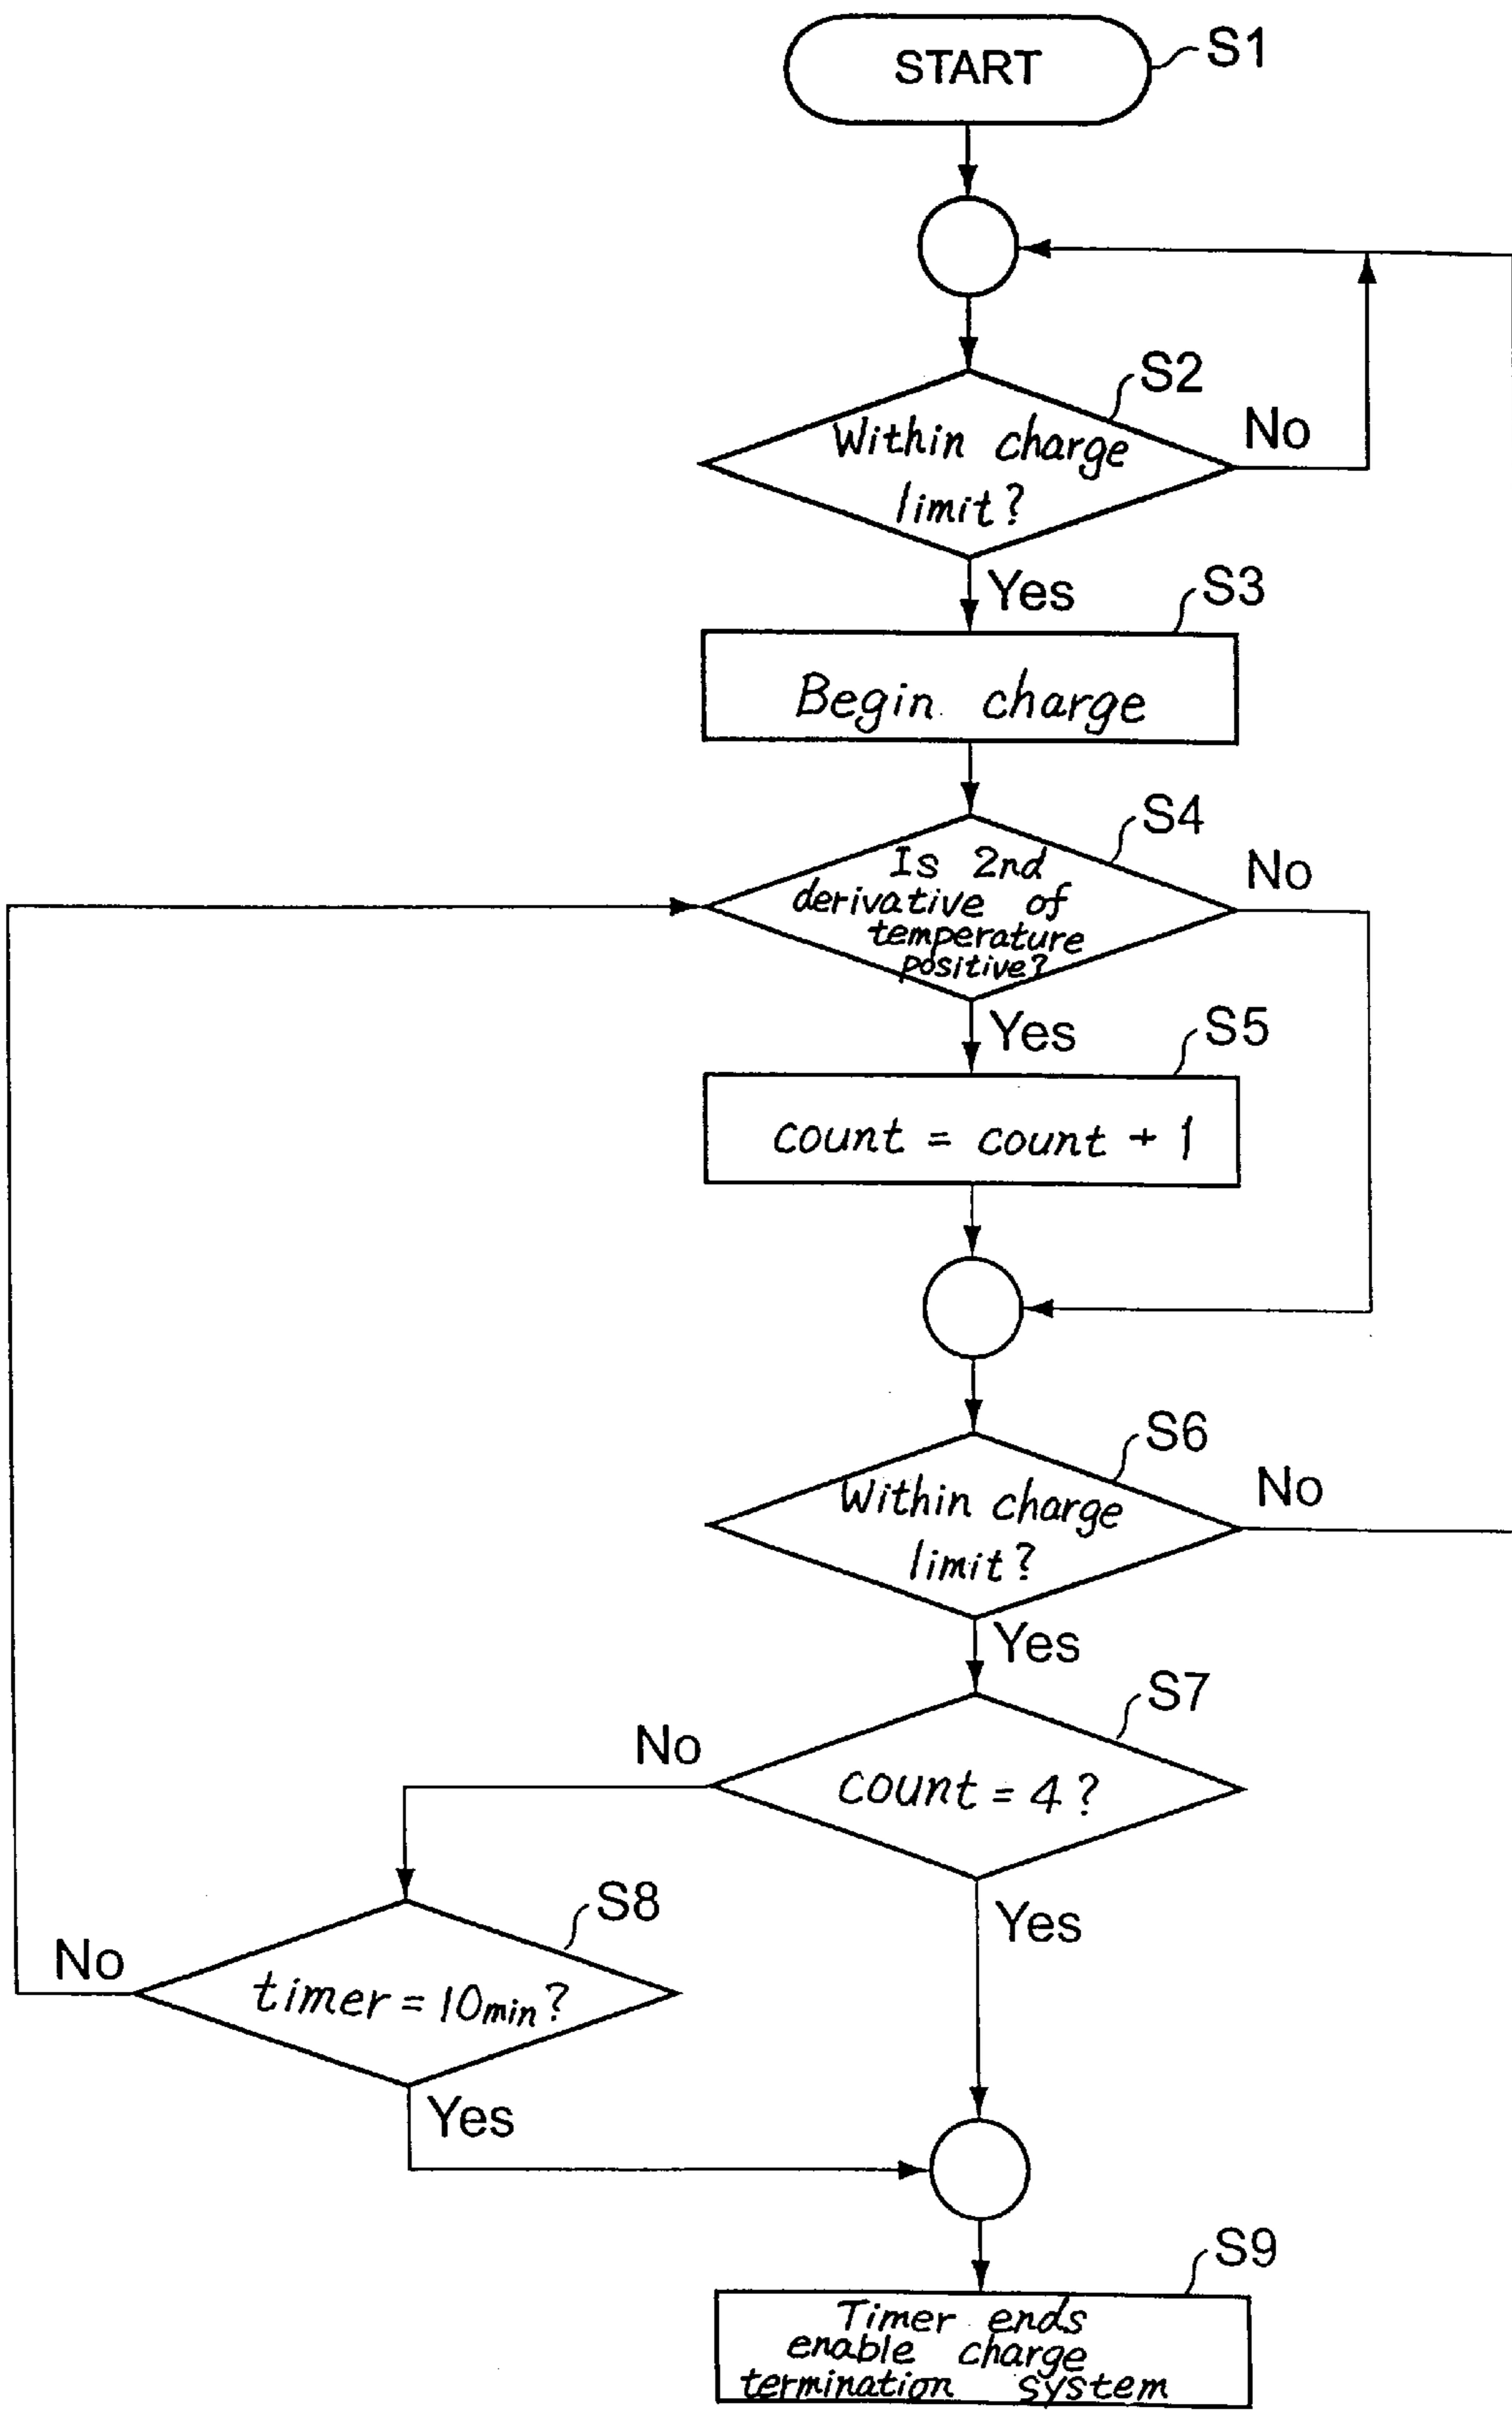 START
S1
S2
Within charge
limit?
No
Yes
S3
Begin charge
S4
Is 2nd
derivative of
temperature
positive?
No
Yes
S5
count = count + 1
S6
Within charge
limit?
No
Yes
S7
No
count = 4 ?
Yes
S8
No
timer = 10min?
Yes
S9
Timer ends
enable charge
termination system